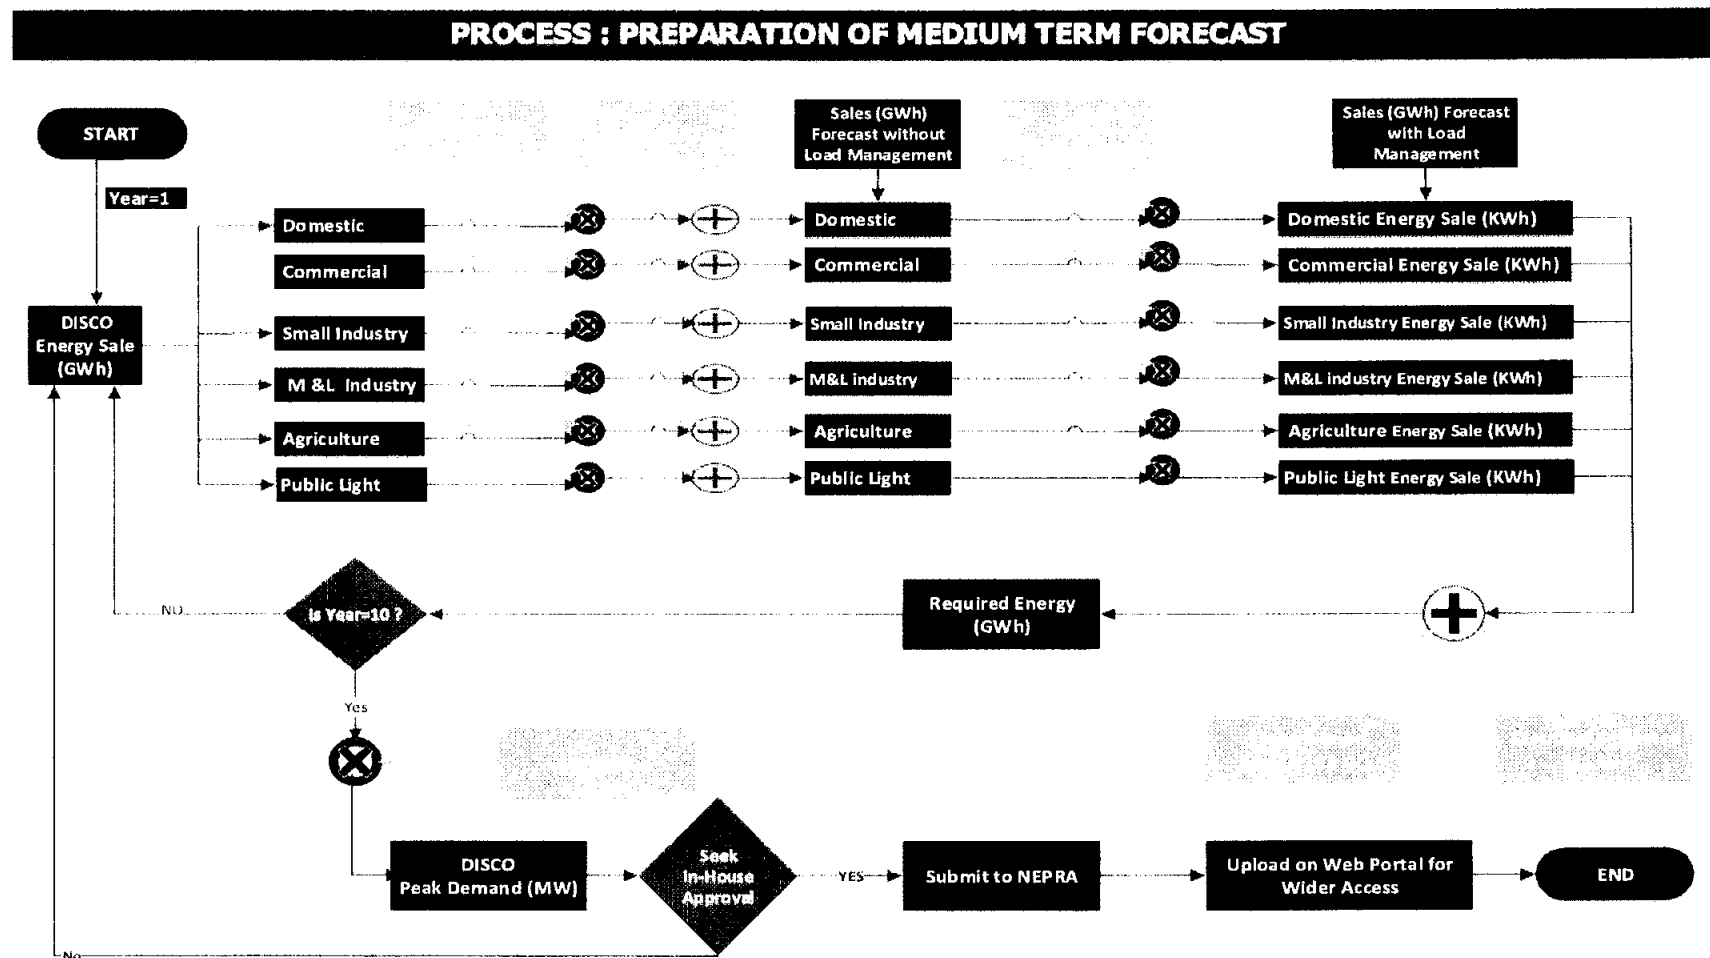 PROCESS : PREPARATION OF MEDIUM TERM FORECAST
START
Year=1
DISCO
Energy Sale
(GWh)
Domestic
Commercial
Small Industry
M &L Industry
Agriculture
Public Light
Sales (GWh)
Forecast without
Load Management
Domestic
Commercial
Small Industry
M&L industry
Agriculture
Public Light
Sales (GWh) Forecast
with Load
Management
Domestic Energy Sale (KWh)
Commercial Energy Sale (KWh)
Small Industry Energy Sale (KWh)
M&L industry Energy Sale (KWh)
Agriculture Energy Sale (KWh)
Public Light Energy Sale (KWh)
Required Energy
(GWh)
Is Year=10 ?
NO
Yes
DISCO
Peak Demand (MW)
Seek
In-House
Approval
YES
No
Submit to NEPRA
Upload on Web Portal for
Wider Access
END